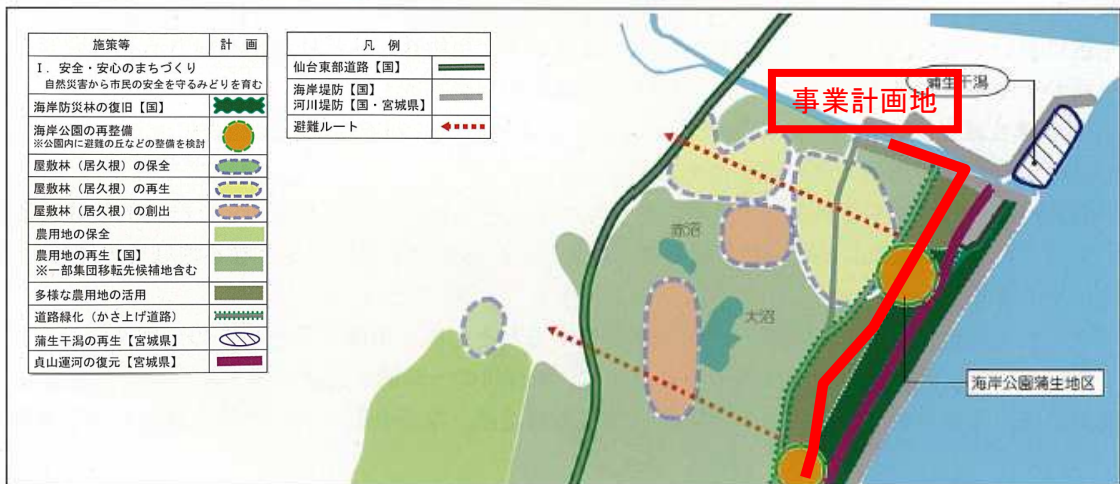 施策等 計画
Ⅰ．安全・安心のまちづくり
自然災害から市民の安全を守るみどりを育む
海岸防災林の復旧【国】
海岸公園の再整備
※公園内に避難の丘などの整備を検討
屋敷林（居久根）の保全
屋敷林（居久根）の再生
屋敷林（居久根）の創出
農用地の保全
農用地の再生【国】
※一部集団移転先候補地含む
多様な農用地の活用
道路緑化（かさ上げ道路）
蒲生干潟の再生【宮城県】
貞山運河の復元【宮城県】
凡例
仙台東部道路【国】
海岸堤防【国】
河川堤防【国・宮城県】
避難ルート
事業計画地
蒲生干潟
赤沼
大沼
海岸公園蒲生地区